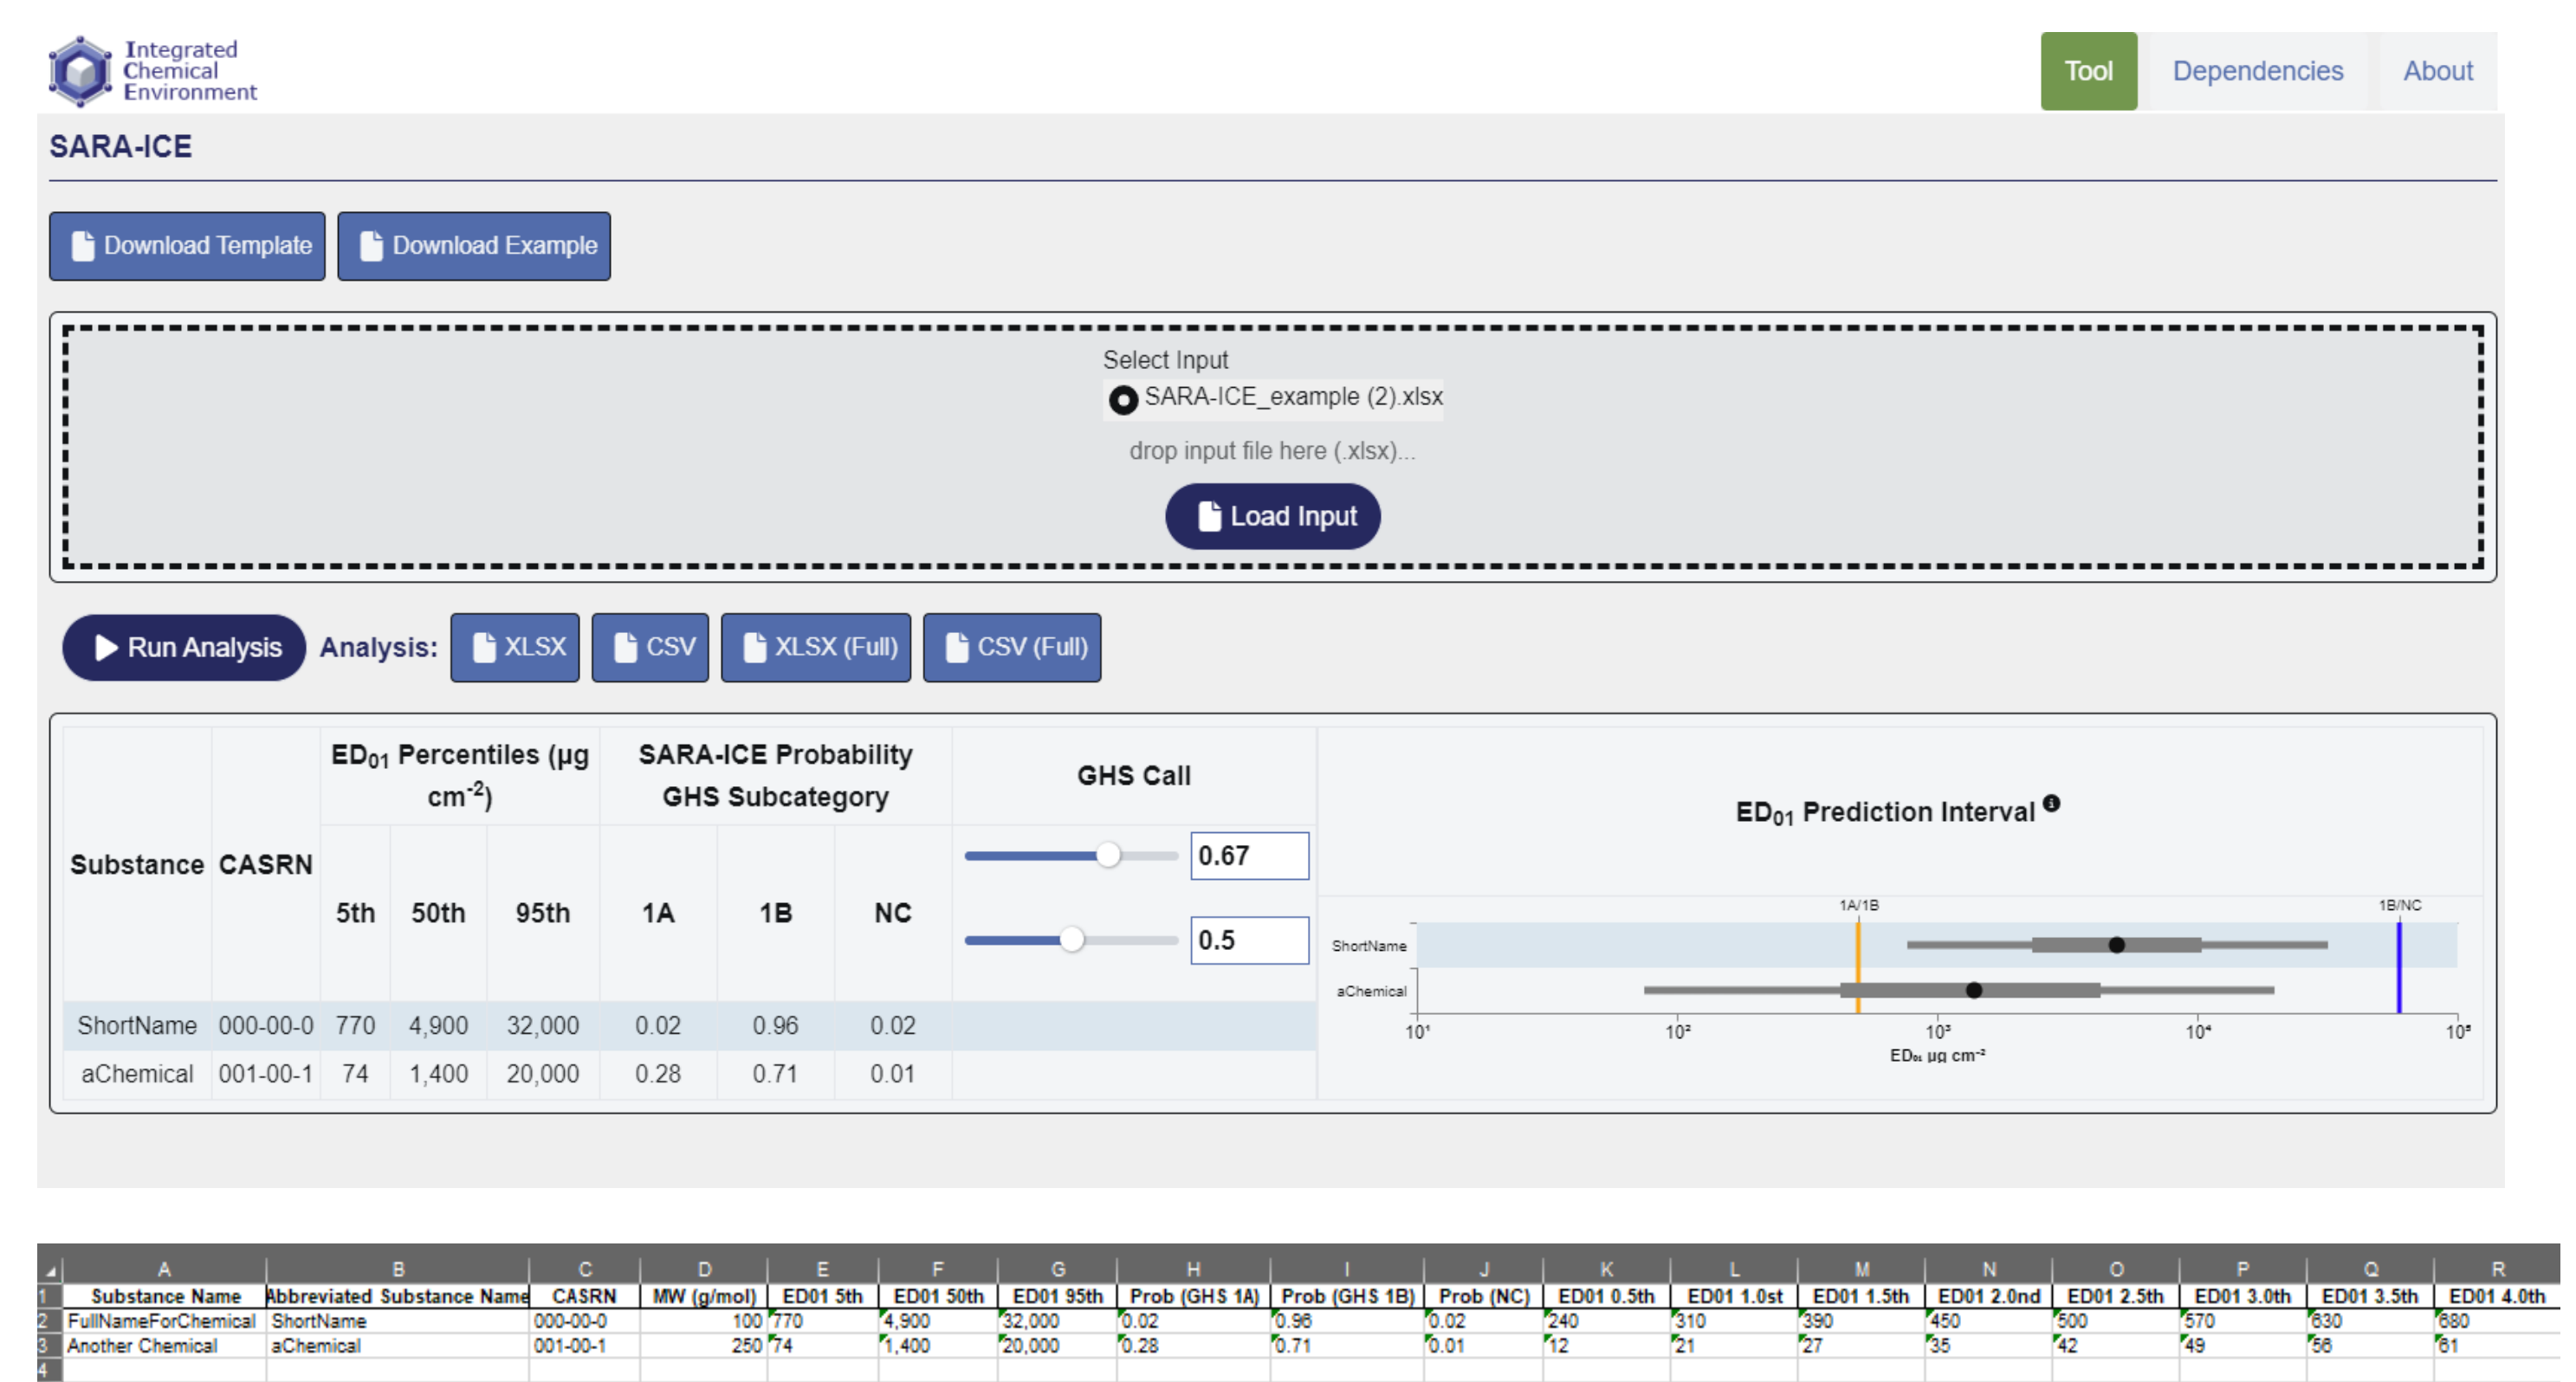 Integrated
Chemical
Environment
Tool Dependencies About
SARA-ICE
Download Template Download Example
Select Input
SARA-ICE_example (2).xlsx
drop input file here (.xlsx)...
Load Input
Run Analysis Analysis: XLSX CSV XLSX (Full) CSV (Full)
Substance CASRN ED01 Percentiles (µg cm-2) SARA-ICE Probability GHS Subcategory GHS Call ED01 Prediction Interval
5th 50th 95th 1A 1B NC
0.67
0.5
ShortName 000-00-0 770 4,900 32,000 0.02 0.96 0.02
aChemical 001-00-1 74 1,400 20,000 0.28 0.71 0.01
1A/1B 1B/NC
ShortName
aChemical
10¹ 10² 10³ 10⁴ 10⁵
ED₀₁ µg cm⁻²
A B C D E F G H I J K L M N O P Q R
1 Substance Name Abbreviated Substance Name CASRN MW (g/mol) ED01 5th ED01 50th ED01 95th Prob (GHS 1A) Prob (GHS 1B) Prob (NC) ED01 0.5th ED01 1.0st ED01 1.5th ED01 2.0nd ED01 2.5th ED01 3.0th ED01 3.5th ED01 4.0th
2 FullNameForChemical ShortName 000-00-0 100 770 4,900 32,000 0.02 0.96 0.02 240 310 390 450 500 570 630 680
3 Another Chemical aChemical 001-00-1 250 74 1,400 20,000 0.28 0.71 0.01 12 21 27 35 42 49 56 61
4